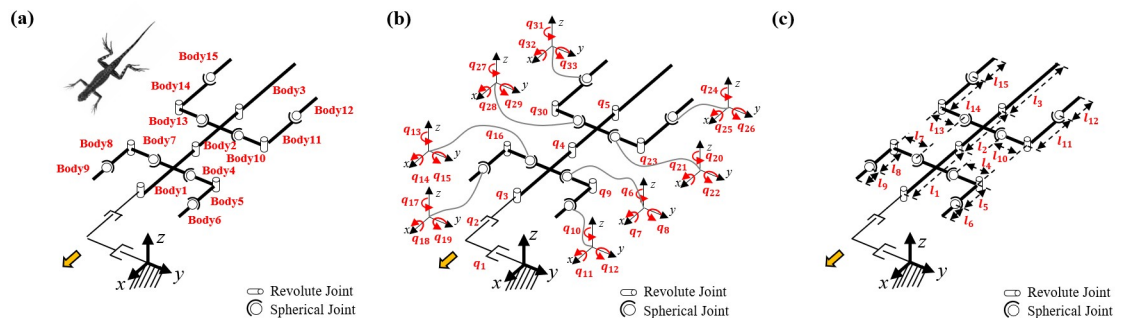 (a)
Body15
Body14
Body3
Body12
Body13
Body8
Body7
Body2
Body11
Body10
Body9
Body4
Body1
Body5
Body6
z
x
y
Revolute Joint
Spherical Joint
(b)
q31
z
q32
y
x
q33
q27
z
y
x
q28
q29
q30
q5
q24
z
y
x
q25
q26
q13
z
q16
y
x
q14
q15
q4
q23
q20
z
q21
y
x
q22
q17
z
y
x
q18
q19
q3
q2
q9
q6
z
y
x
q7
q8
q10
z
y
x
q11
q12
q1
z
x
y
Revolute Joint
Spherical Joint
(c)
l15
l14
l3
l13
l12
l7
l2
l10
l11
l8
l4
l9
l1
l5
l6
z
x
y
Revolute Joint
Spherical Joint